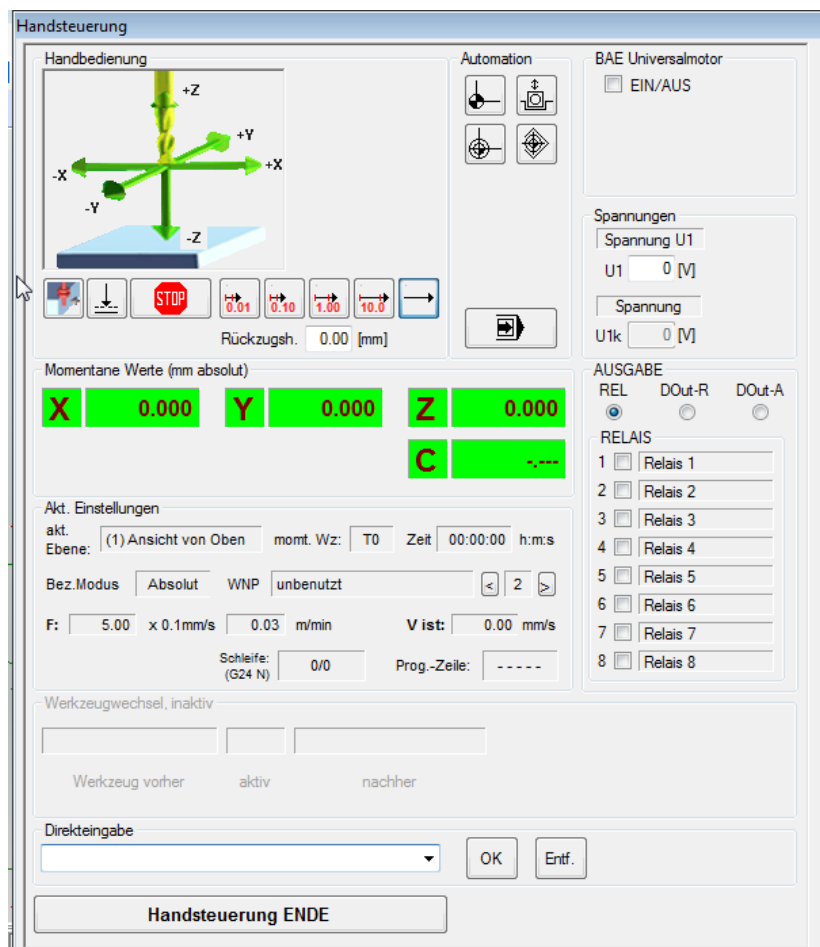 Handsteuerung
Handbedienung
+Z
+Y
-X
+X
-Y
-Z
STOP
0.01
0.10
1.00
10.0
Rückzugsh. 0.00 [mm]
Automation
BAE Universalmotor
EIN/AUS
Spannungen
Spannung U1
U1 0 [V]
Spannung
U1k 0 [V]
Momentane Werte (mm absolut)
X 0.000 Y 0.000 Z 0.000
C -.---
AUSGABE
REL DOut-R DOut-A
RELAIS
1 Relais 1
2 Relais 2
3 Relais 3
4 Relais 4
5 Relais 5
6 Relais 6
7 Relais 7
8 Relais 8
Akt. Einstellungen
akt.
Ebene: (1) Ansicht von Oben momt. Wz: T0 Zeit 00:00:00 h:m:s
Bez.Modus Absolut WNP unbenutzt < 2 >
F: 5.00 x 0.1mm/s 0.03 m/min V ist: 0.00 mm/s
Schleife:
(G24 N) 0/0 Prog.-Zeile: -----
Werkzeugwechsel, inaktiv
Werkzeug vorher aktiv nachher
Direkteingabe
OK Entf.
Handsteuerung ENDE